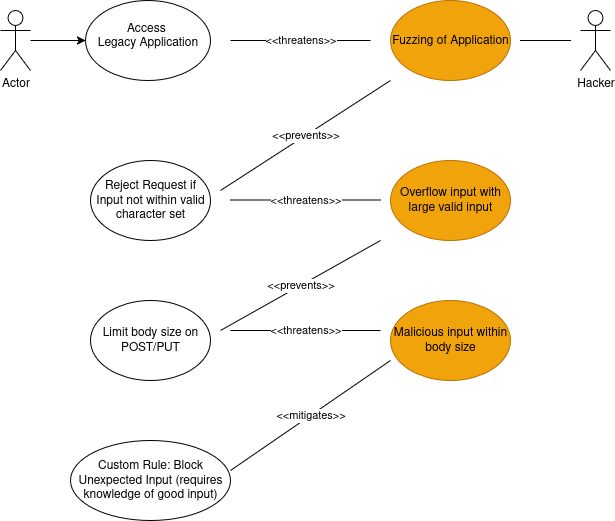 Access
Legacy Application
<<threatens>>
Fuzzing of Application
Actor
Hacker
<<prevents>>
Reject Request if
Input not within valid
character set
<<threatens>>
Overflow input with
large valid input
<<prevents>>
Limit body size on
POST/PUT
<<threatens>>
Malicious input within
body size
<<mitigates>>
Custom Rule: Block
Unexpected Input (requires
knowledge of good input)